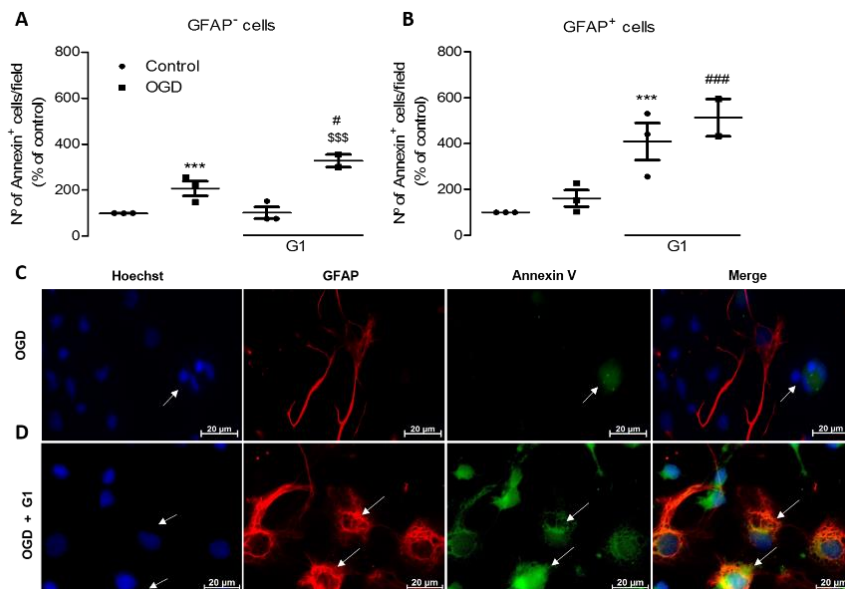 A
GFAP⁻ cells
Nº of Annexin⁺ cells/field
(% of control)
800
600
400
200
0
Control
OGD
***
#
$$$
G1
B
GFAP⁺ cells
Nº of Annexin⁺ cells/field
(% of control)
800
600
400
200
0
***
###
G1
C
Hoechst
GFAP
Annexin V
Merge
OGD
20 µm
20 µm
20 µm
20 µm
D
OGD + G1
20 µm
20 µm
20 µm
20 µm